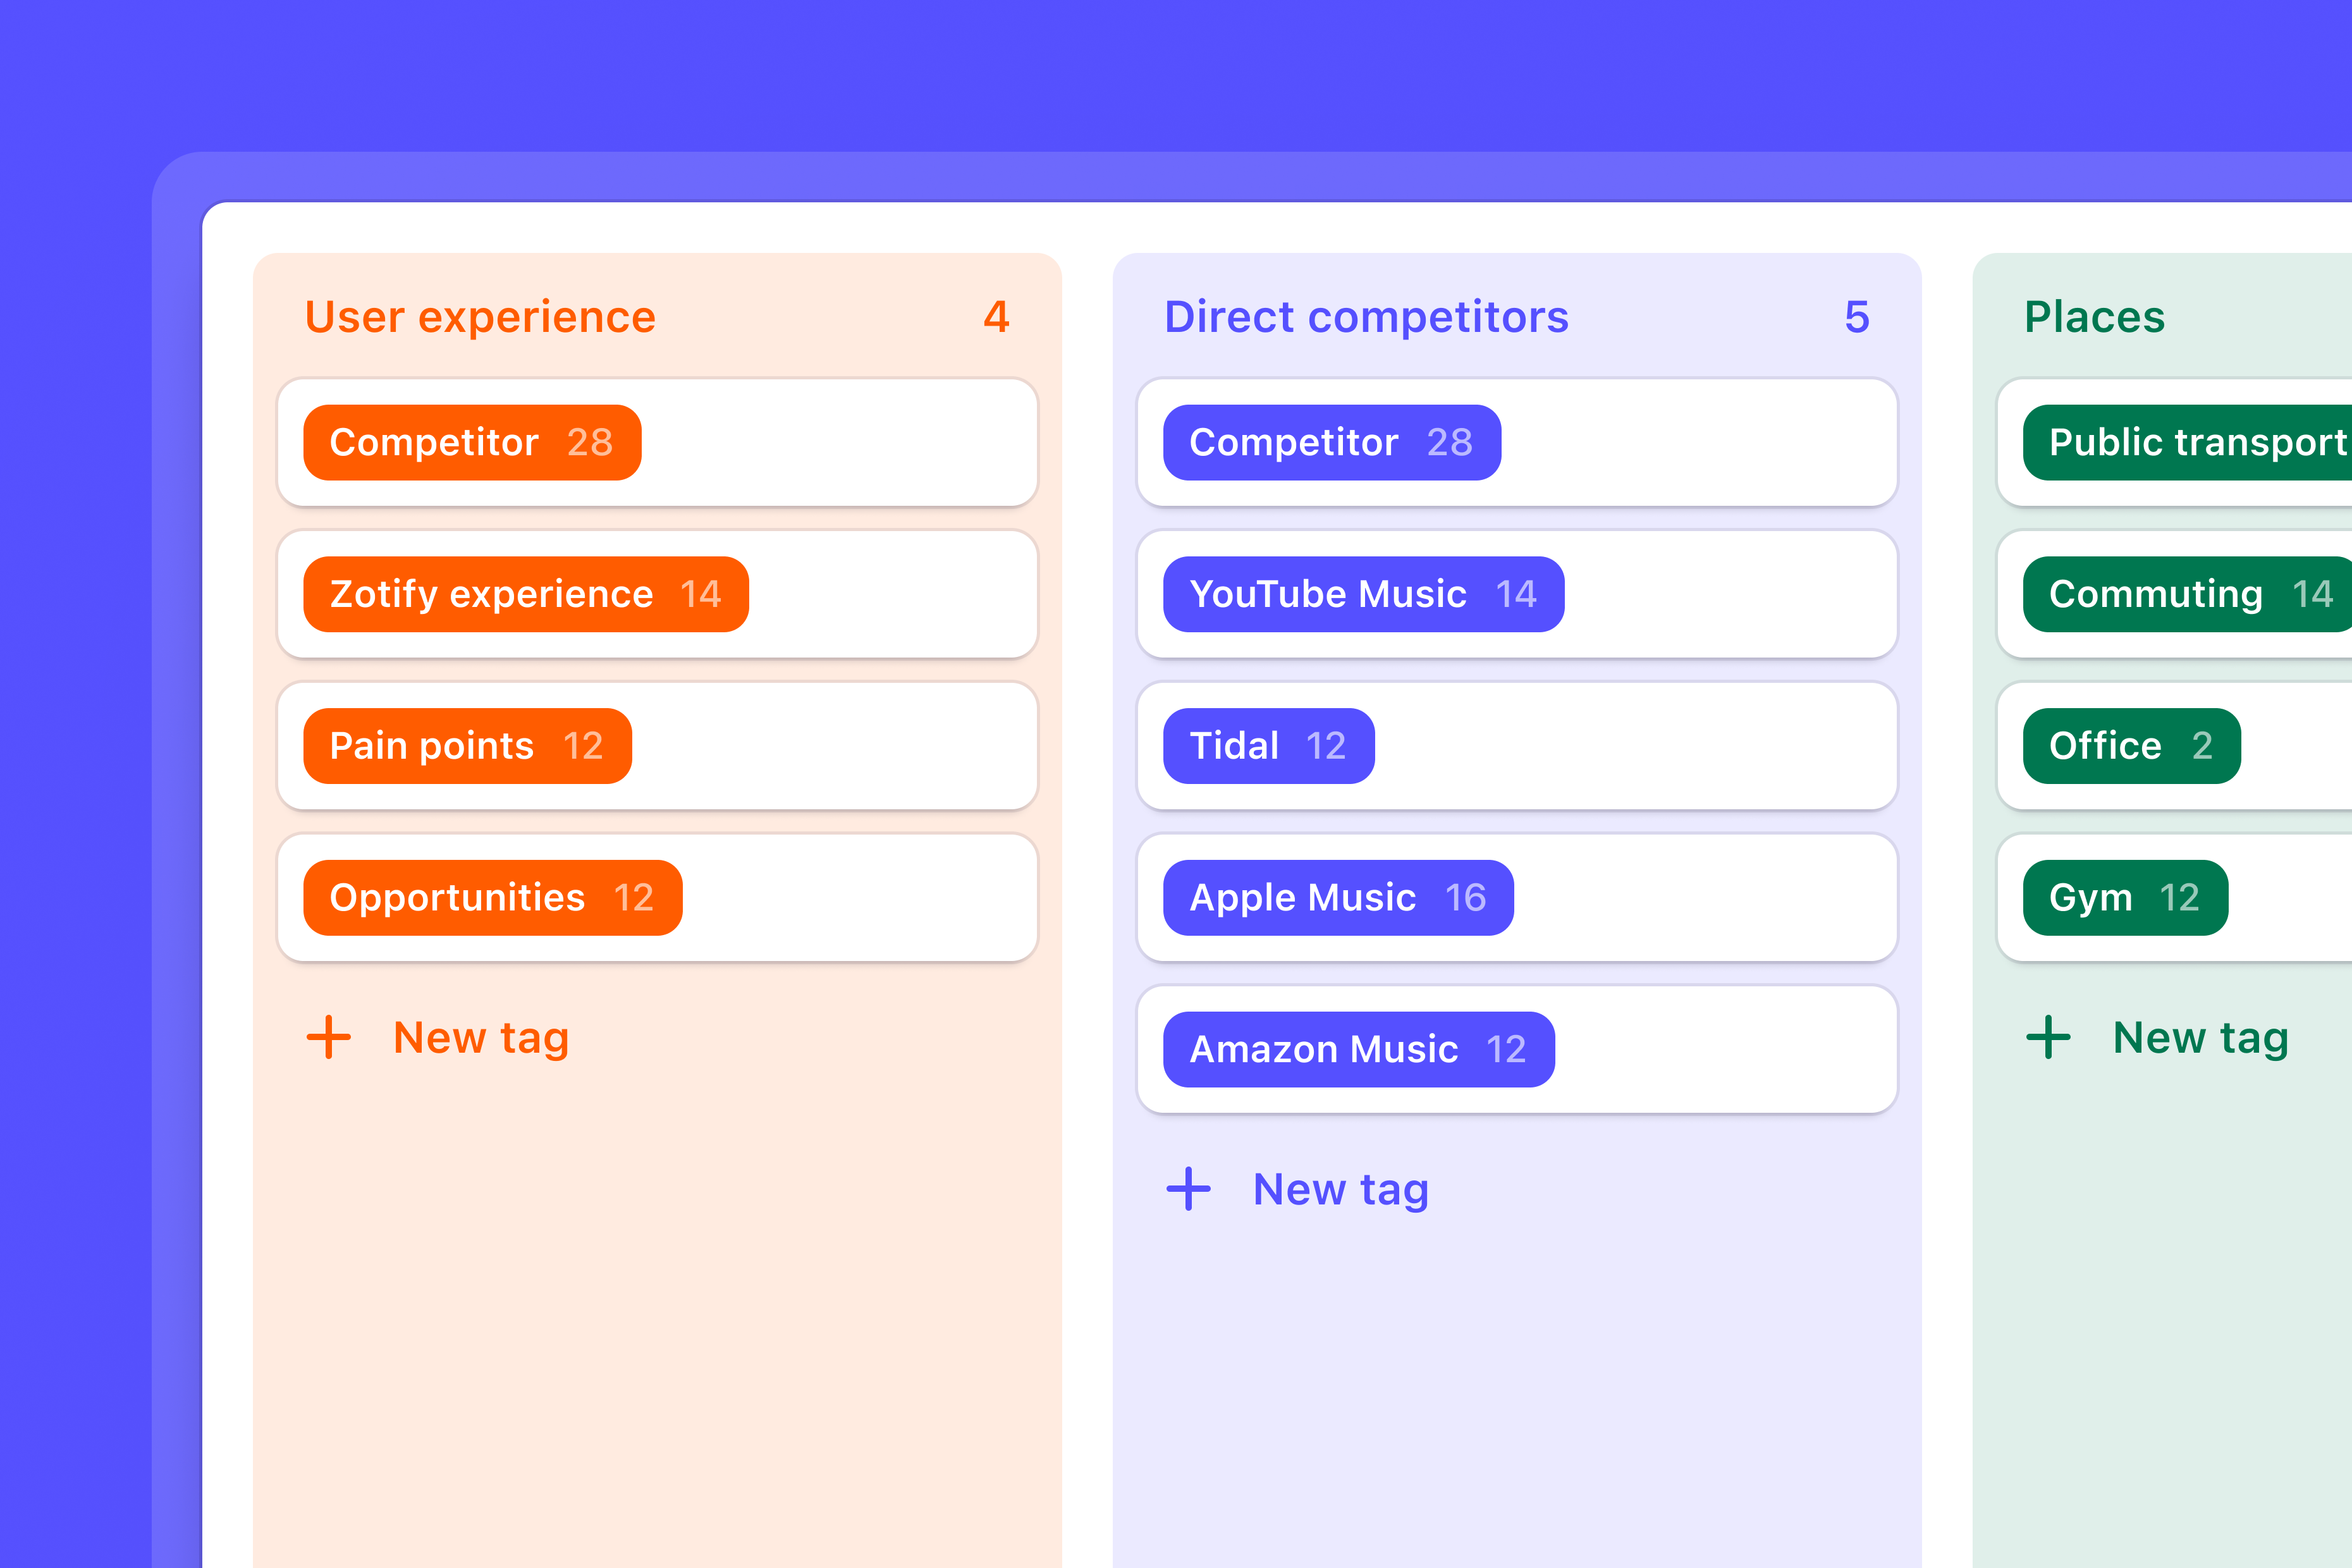 User experience 4
Competitor 28
Zotify experience 14
Pain points 12
Opportunities 12
+ New tag
Direct competitors 5
Competitor 28
YouTube Music 14
Tidal 12
Apple Music 16
Amazon Music 12
+ New tag
Places
Public transport
Commuting 14
Office 2
Gym 12
+ New tag